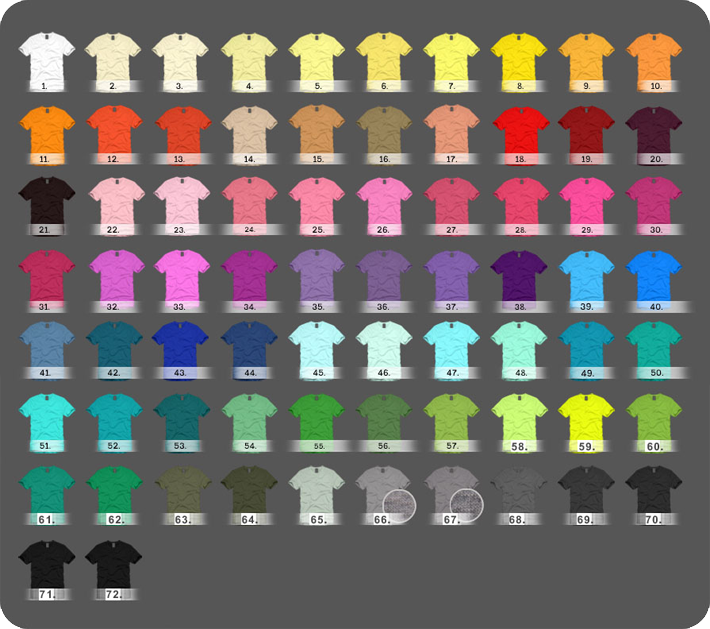 1. 2. 3. 4. 5. 6. 7. 8. 9. 10.
11. 12. 13. 14. 15. 16. 17. 18. 19. 20.
21. 22. 23. 24. 25. 26. 27. 28. 29. 30.
31. 32. 33. 34. 35. 36. 37. 38. 39. 40.
41. 42. 43. 44. 45. 46. 47. 48. 49. 50.
51. 52. 53. 54. 55. 56. 57. 58. 59. 60.
61. 62. 63. 64. 65. 66. 67. 68. 69. 70.
71. 72.